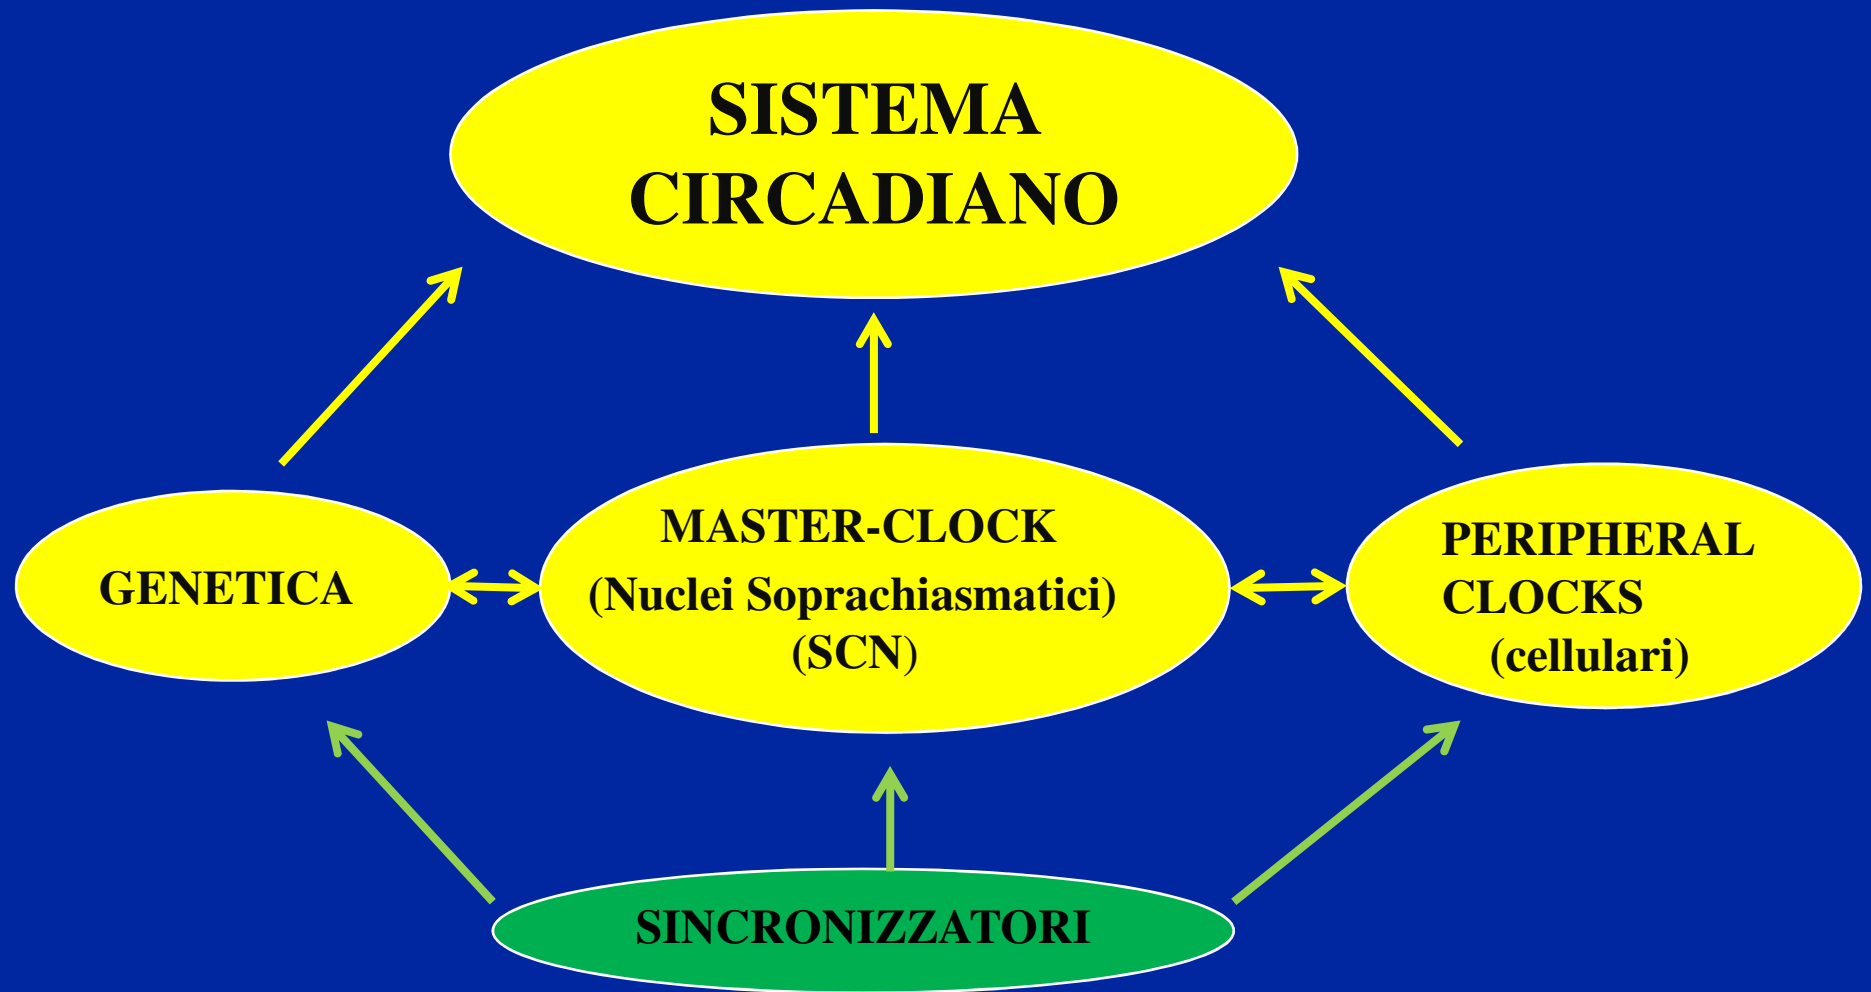 SISTEMA
CIRCADIANO
GENETICA
MASTER-CLOCK
(Nuclei Soprachiasmatici)
(SCN)
PERIPHERAL
CLOCKS
(cellulari)
SINCRONIZZATORI